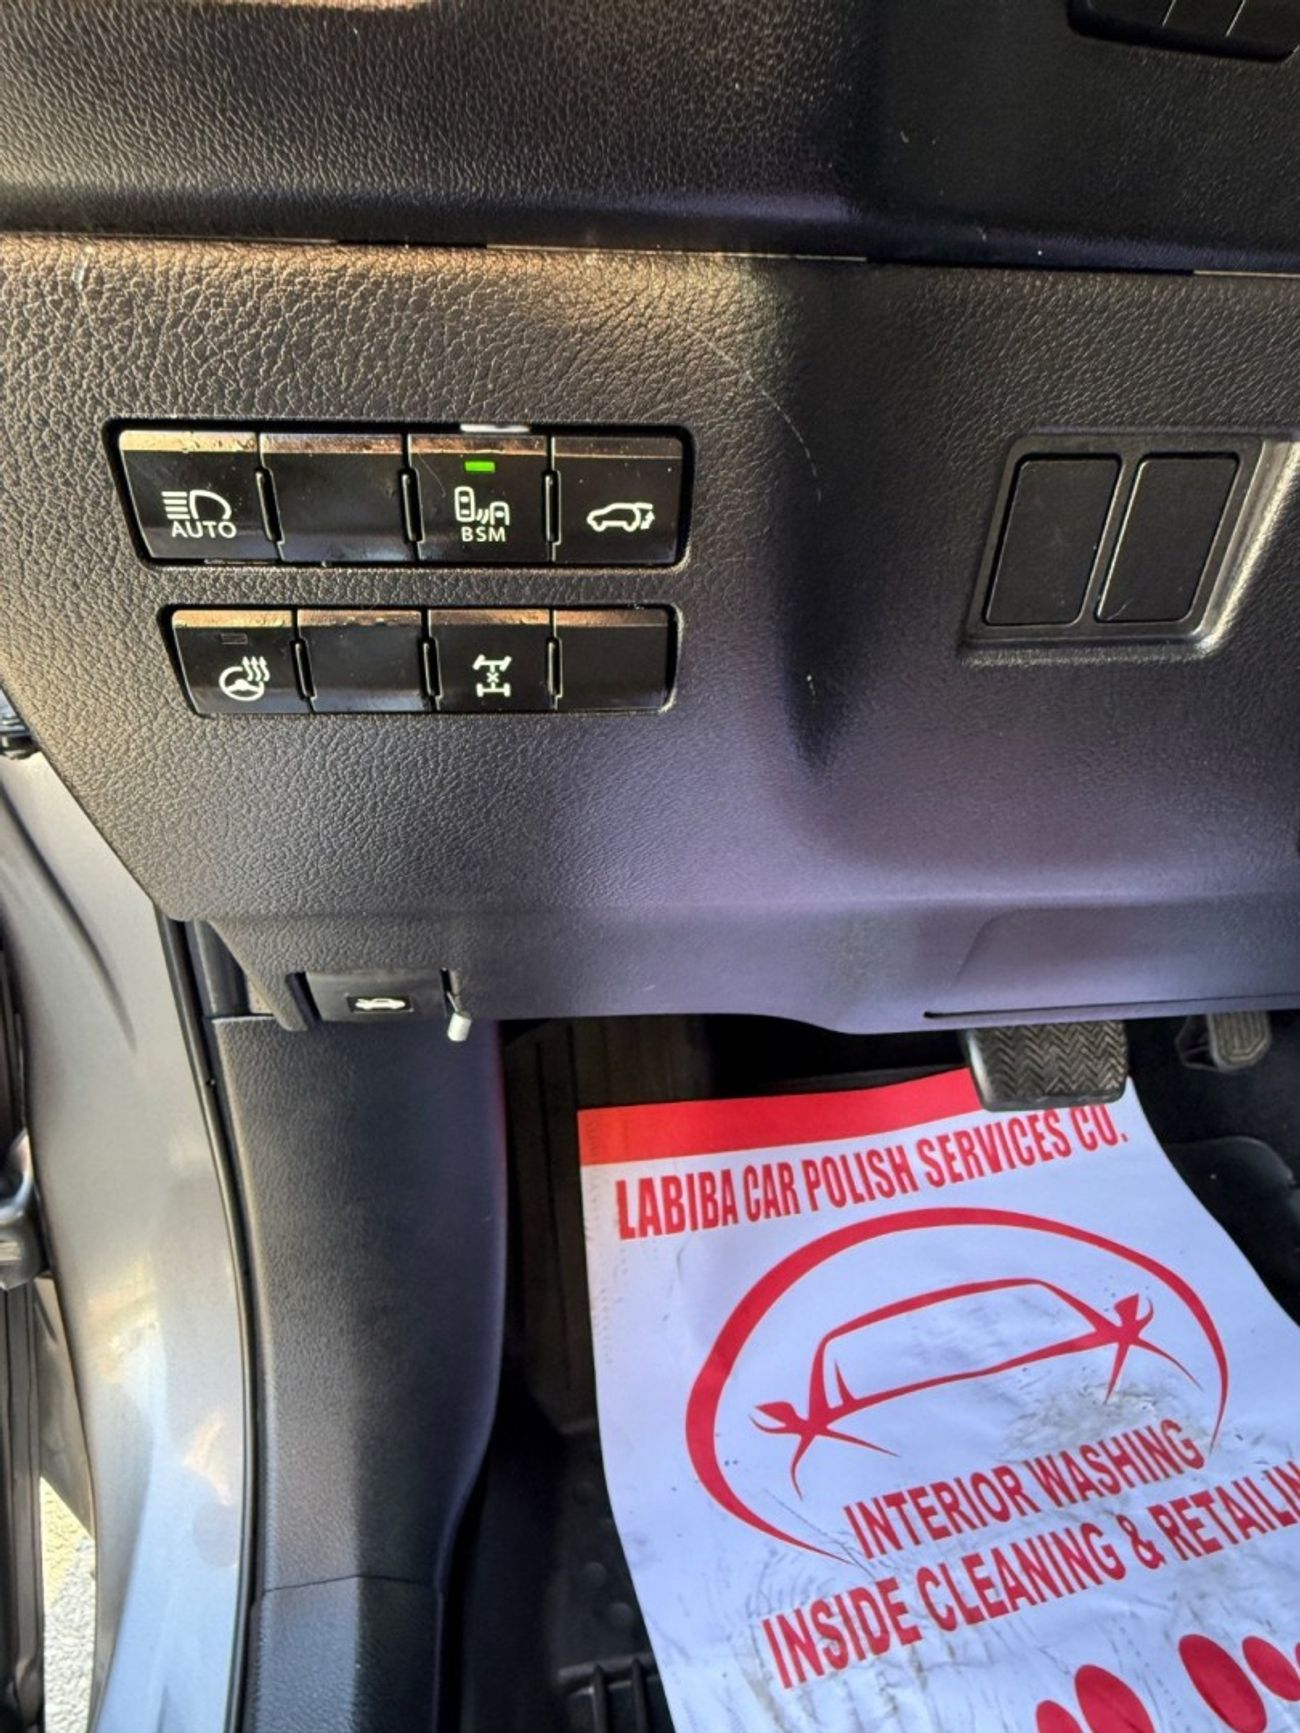 AUTO
BSM
LABIBA CAR POLISH SERVICES CO.
INTERIOR WASHING
INSIDE CLEANING & RETAILIN